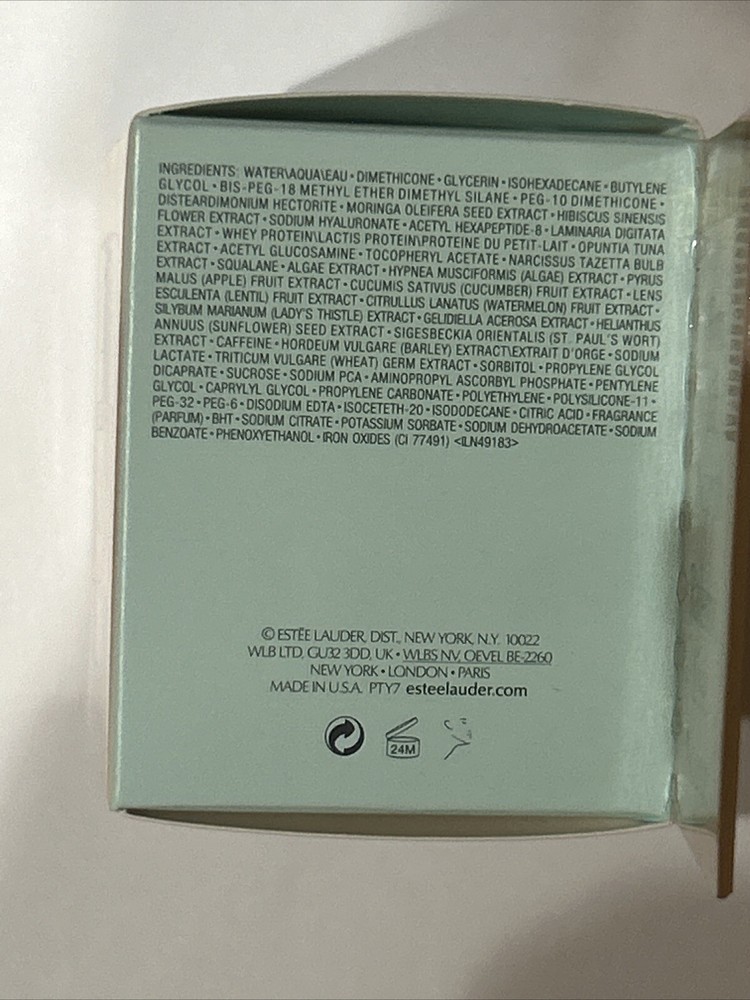 INGREDIENTS: WATER\AQUA\EAU • DIMETHICONE • GLYCERIN • ISOHEXADECANE • BUTYLENE
GLYCOL • BIS-PEG-18 METHYL ETHER DIMETHYL SILANE • PEG-10 DIMETHICONE •
DISTEARDIMONIUM HECTORITE • MORINGA OLEIFERA SEED EXTRACT • HIBISCUS SINENSIS
FLOWER EXTRACT • SODIUM HYALURONATE • ACETYL HEXAPEPTIDE-8 • LAMINARIA DIGITATA
EXTRACT • WHEY PROTEIN\LACTIS PROTEIN\PROTEINE DU PETIT-LAIT • OPUNTIA TUNA
EXTRACT • ACETYL GLUCOSAMINE • TOCOPHERYL ACETATE • NARCISSUS TAZETTA BULB
EXTRACT • SQUALANE • ALGAE EXTRACT • HYPNEA MUSCIFORMIS (ALGAE) EXTRACT • PYRUS
MALUS (APPLE) FRUIT EXTRACT • CUCUMIS SATIVUS (CUCUMBER) FRUIT EXTRACT • LENS
ESCULENTA (LENTIL) FRUIT EXTRACT • CITRULLUS LANATUS (WATERMELON) FRUIT EXTRACT •
SILYBUM MARIANUM (LADY'S THISTLE) EXTRACT • GELIDIELLA ACEROSA EXTRACT • HELIANTHUS
ANNUUS (SUNFLOWER) SEED EXTRACT • SIGESBECKIA ORIENTALIS (ST. PAUL'S WORT)
EXTRACT • CAFFEINE • HORDEUM VULGARE (BARLEY) EXTRACT\EXTRAIT D'ORGE • SODIUM
LACTATE • TRITICUM VULGARE (WHEAT) GERM EXTRACT • SORBITOL • PROPYLENE GLYCOL
DICAPRATE • SUCROSE • SODIUM PCA • AMINOPROPYL ASCORBYL PHOSPHATE • PENTYLENE
GLYCOL • CAPRYLYL GLYCOL • PROPYLENE CARBONATE • POLYETHYLENE • POLYSILICONE-11 •
PEG-32 • PEG-6 • DISODIUM EDTA • ISOCETETH-20 • ISODODECANE • CITRIC ACID • FRAGRANCE
(PARFUM) • BHT • SODIUM CITRATE • POTASSIUM SORBATE • SODIUM DEHYDROACETATE • SODIUM
BENZOATE • PHENOXYETHANOL • IRON OXIDES (CI 77491) <ILN49183>
© ESTÉE LAUDER, DIST., NEW YORK, N.Y. 10022
WLB LTD, GU32 3DD, UK • WLBS NV, OEVEL BE-2260
NEW YORK • LONDON • PARIS
MADE IN U.S.A. PTY7 esteelauder.com
24M